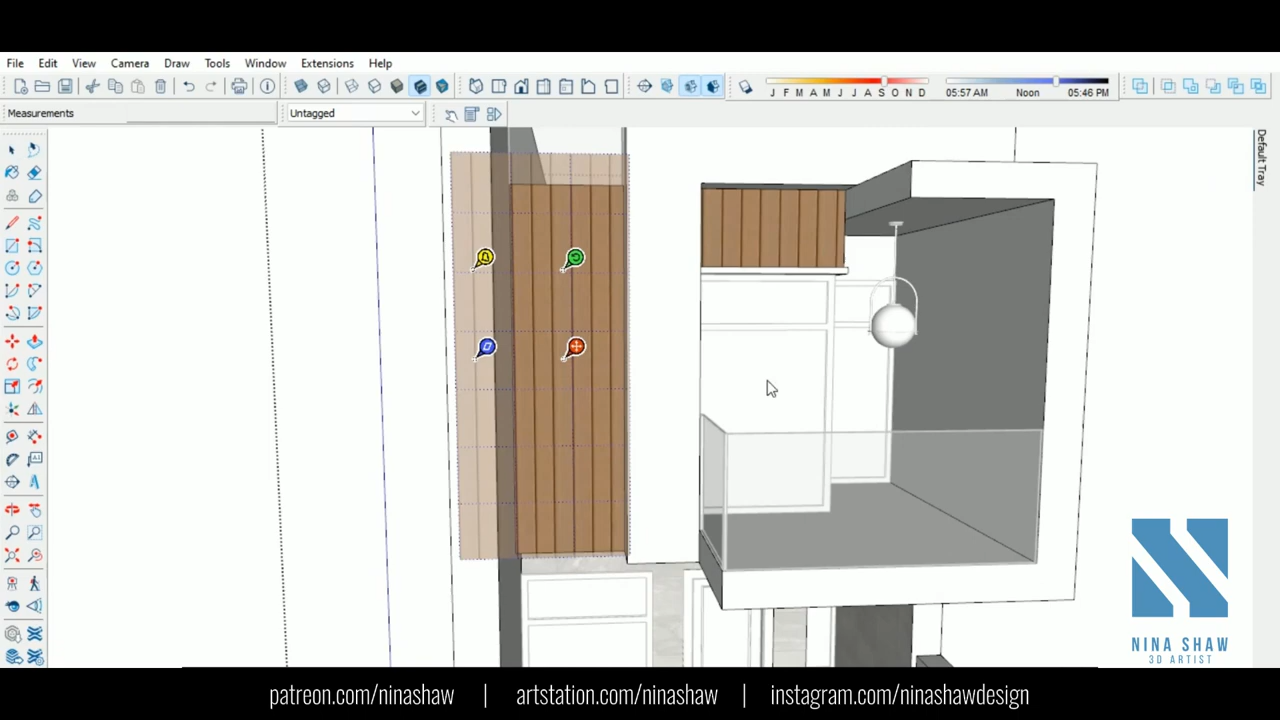 File Edit View Camera Draw Tools Window Extensions Help
J F M A M J J A S O N D
05:57 AM Noon 05:46 PM
Measurements
Untagged
Default Tray
NINA SHAW
3D ARTIST
patreon.com/ninashaw | artstation.com/ninashaw | instagram.com/ninashawdesign